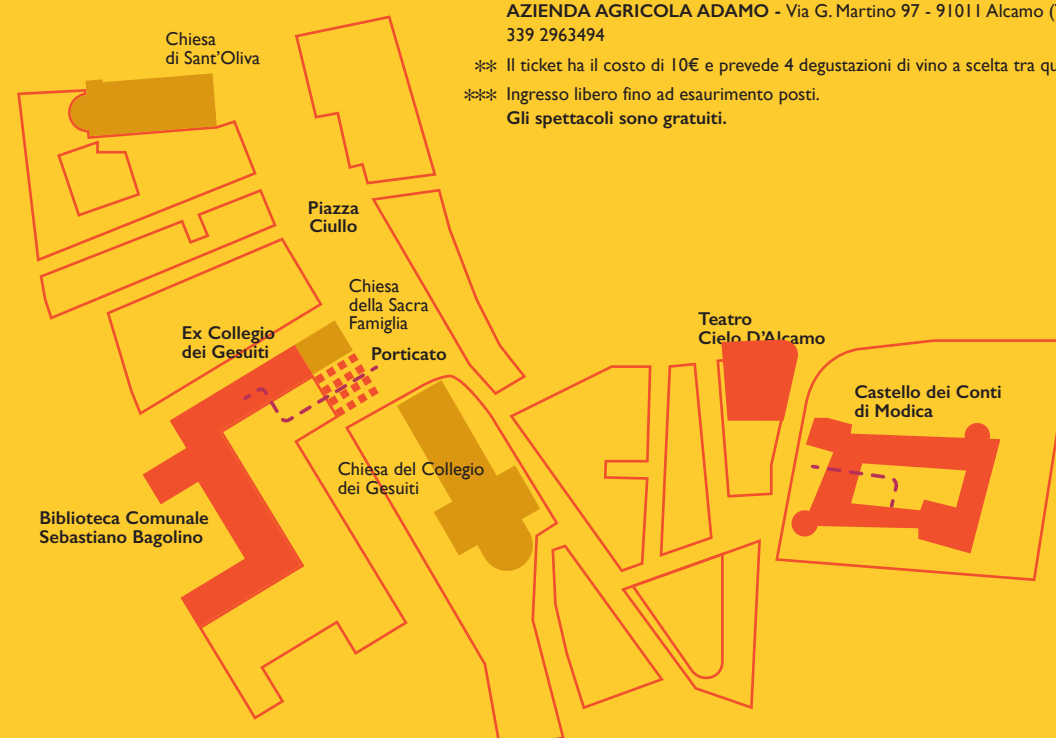 AZIENDA AGRICOLA ADAMO - Via G. Martino 97 - 91011 Alcamo (
339 2963494
** Il ticket ha il costo di 10€ e prevede 4 degustazioni di vino a scelta tra
*** Ingresso libero fino ad esaurimento posti.
Gli spettacoli sono gratuiti.
Chiesa
di Sant'Oliva
Piazza
Ciullo
Chiesa
della Sacra
Famiglia
Ex Collegio
dei Gesuiti
Porticato
Teatro
Cielo D'Alcamo
Castello dei Conti
di Modica
Chiesa del Collegio
dei Gesuiti
Biblioteca Comunale
Sebastiano Bagolino